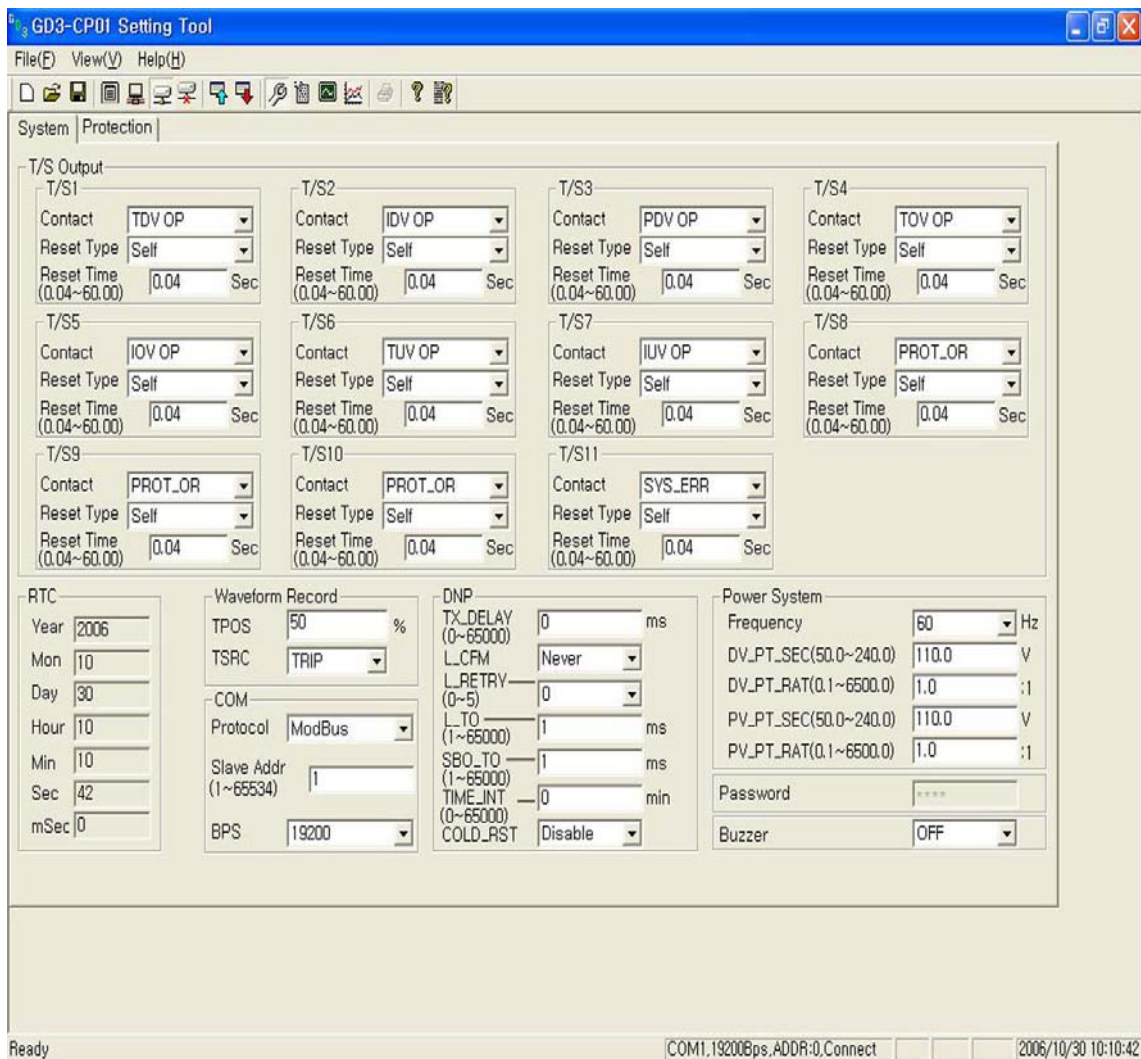 GD3-CP01 Setting Tool
File(F) View(V) Help(H)
System Protection
T/S Output
T/S1 T/S2 T/S3 T/S4
Contact TDV OP Contact IDV OP Contact PDV OP Contact TOV OP
Reset Type Self Reset Type Self Reset Type Self Reset Type Self
Reset Time (0.04~60.00) 0.04 Sec Reset Time (0.04~60.00) 0.04 Sec Reset Time (0.04~60.00) 0.04 Sec Reset Time (0.04~60.00) 0.04 Sec
T/S5 T/S6 T/S7 T/S8
Contact IOV OP Contact TUV OP Contact IUV OP Contact PROT_OR
Reset Type Self Reset Type Self Reset Type Self Reset Type Self
Reset Time (0.04~60.00) 0.04 Sec Reset Time (0.04~60.00) 0.04 Sec Reset Time (0.04~60.00) 0.04 Sec Reset Time (0.04~60.00) 0.04 Sec
T/S9 T/S10 T/S11
Contact PROT_OR Contact PROT_OR Contact SYS_ERR
Reset Type Self Reset Type Self Reset Type Self
Reset Time (0.04~60.00) 0.04 Sec Reset Time (0.04~60.00) 0.04 Sec Reset Time (0.04~60.00) 0.04 Sec
RTC
Year 2006
Mon 10
Day 30
Hour 10
Min 10
Sec 42
mSec 0
Waveform Record
TPOS 50 %
TSRC TRIP
COM
Protocol ModBus
Slave Addr (1~65534) 1
BPS 19200
DNP
TX_DELAY (0~65000) 0 ms
L_CFM Never
L_RETRY (0~5) 0
L_TO (1~65000) 1 ms
SBO_TO (1~65000) 1 ms
TIME_INT (0~65000) 0 min
COLD_RST Disable
Power System
Frequency 60 Hz
DV_PT_SEC(50.0~240.0) 110.0 V
DV_PT_RAT(0.1~6500.0) 1.0 :1
PV_PT_SEC(50.0~240.0) 110.0 V
PV_PT_RAT(0.1~6500.0) 1.0 :1
Password ****
Buzzer OFF
Ready COM1,19200Bps,ADDR:0,Connect 2006/10/30 10:10:42